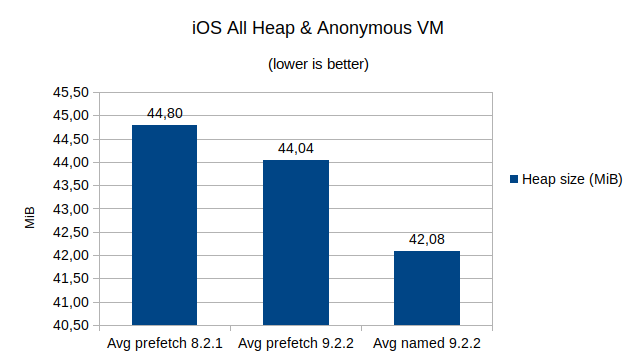 iOS All Heap & Anonymous VM
(lower is better)
45,50
45,00
44,50
44,00
43,50
43,00
42,50
42,00
41,50
41,00
40,50
MiB
44,80
44,04
42,08
Avg prefetch 8.2.1
Avg prefetch 9.2.2
Avg named 9.2.2
Heap size (MiB)